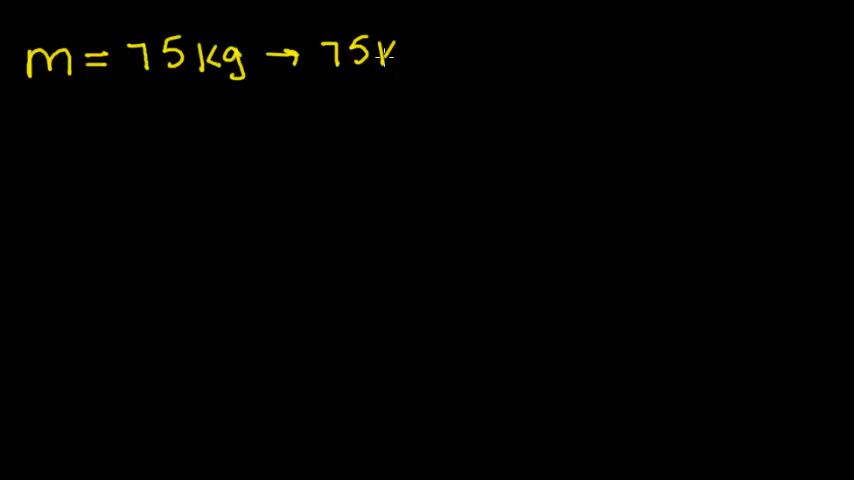 m = 75 kg → 75 k